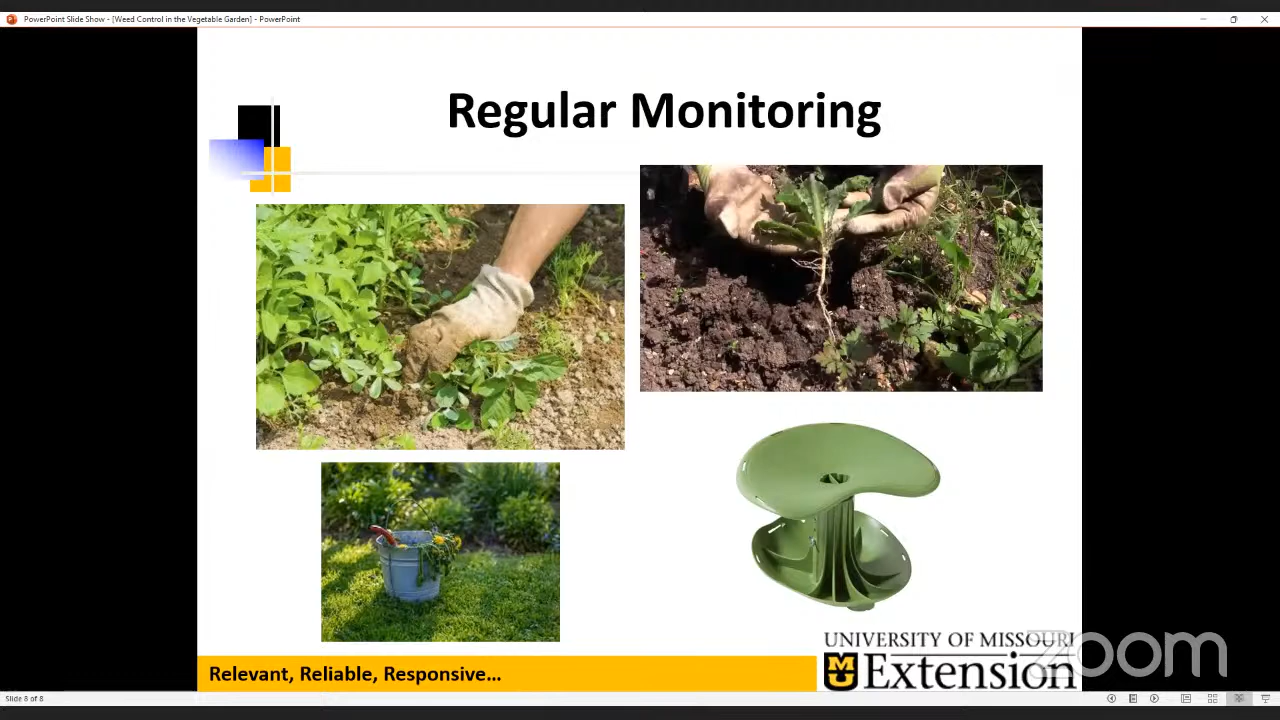 PowerPoint Slide Show - [Weed Control in the Vegetable Garden] - PowerPoint
Regular Monitoring
UNIVERSITY OF MISSOURI
Extension
Relevant, Reliable, Responsive...
zoom
Slide 8 of 8